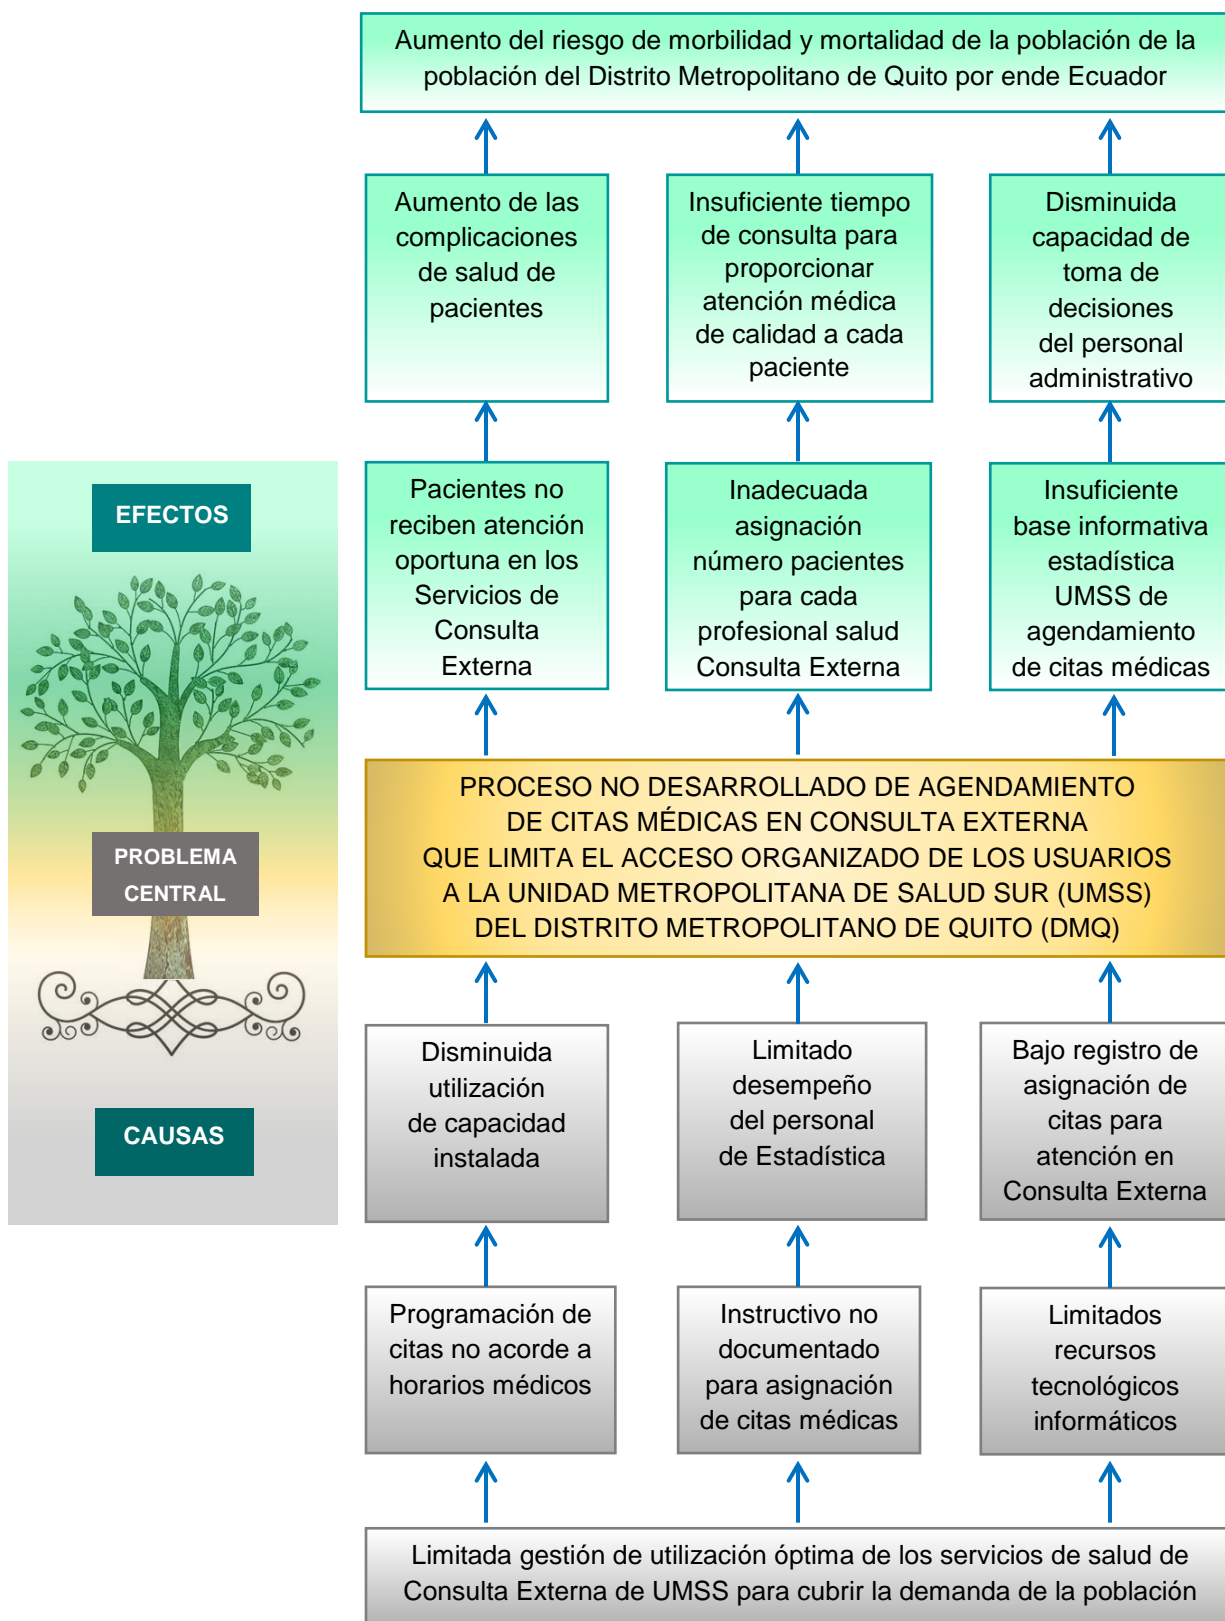 Aumento del riesgo de morbilidad y mortalidad de la población de la
población del Distrito Metropolitano de Quito por ende Ecuador
Aumento de las
complicaciones
de salud de
pacientes
Insuficiente tiempo
de consulta para
proporcionar
atención médica
de calidad a cada
paciente
Disminuida
capacidad de
toma de
decisiones
del personal
administrativo
EFECTOS
Pacientes no
reciben atención
oportuna en los
Servicios de
Consulta
Externa
Inadecuada
asignación
número pacientes
para cada
profesional salud
Consulta Externa
Insuficiente
base informativa
estadística
UMSS de
agendamiento
de citas médicas
PROBLEMA
CENTRAL
PROCESO NO DESARROLLADO DE AGENDAMIENTO
DE CITAS MÉDICAS EN CONSULTA EXTERNA
QUE LIMITA EL ACCESO ORGANIZADO DE LOS USUARIOS
A LA UNIDAD METROPOLITANA DE SALUD SUR (UMSS)
DEL DISTRITO METROPOLITANO DE QUITO (DMQ)
CAUSAS
Disminuida
utilización
de capacidad
instalada
Limitado
desempeño
del personal
de Estadística
Bajo registro de
asignación de
citas para
atención en
Consulta Externa
Programación de
citas no acorde a
horarios médicos
Instructivo no
documentado
para asignación
de citas médicas
Limitados
recursos
tecnológicos
informáticos
Limitada gestión de utilización óptima de los servicios de salud de
Consulta Externa de UMSS para cubrir la demanda de la población